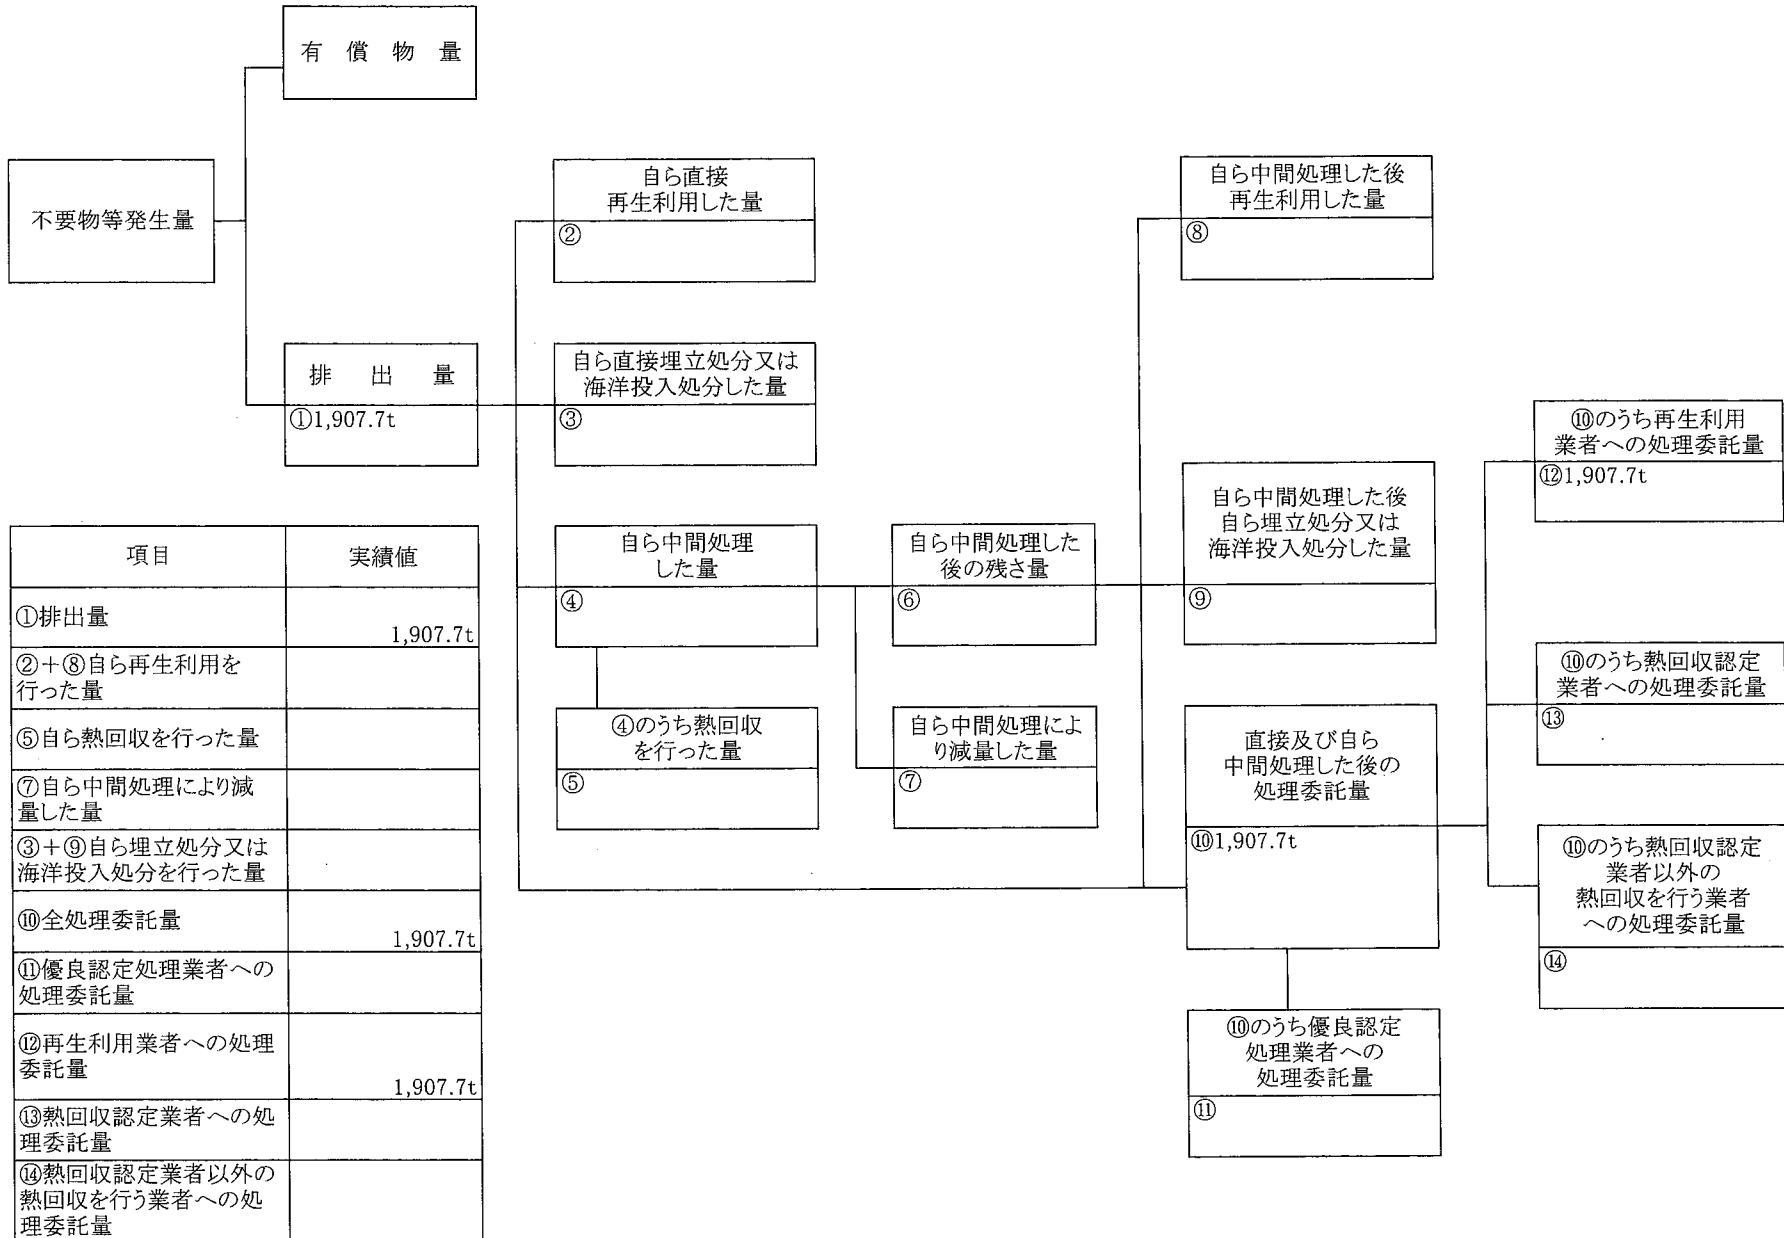 有償物量
不要物等発生量
排出量
①1,907.7t
自ら直接
再生利用した量
②
自ら直接埋立処分又は
海洋投入処分した量
③
自ら中間処理
した量
④
④のうち熱回収
を行った量
⑤
自ら中間処理した
後の残さ量
⑥
自ら中間処理によ
り減量した量
⑦
自ら中間処理した後
再生利用した量
⑧
自ら中間処理した後
自ら埋立処分又は
海洋投入処分した量
⑨
直接及び自ら
中間処理した後の
処理委託量
⑩1,907.7t
⑩のうち優良認定
処理業者への
処理委託量
⑪
⑩のうち再生利用
業者への処理委託量
⑫1,907.7t
⑩のうち熱回収認定
業者への処理委託量
⑬
⑩のうち熱回収認定
業者以外の
熱回収を行う業者
への処理委託量
⑭
項目 実績値
①排出量
1,907.7t
②+⑧自ら再生利用を
行った量
⑤自ら熱回収を行った量
⑦自ら中間処理により減
量した量
③+⑨自ら埋立処分又は
海洋投入処分を行った量
⑩全処理委託量
1,907.7t
⑪優良認定処理業者への
処理委託量
⑫再生利用業者への処理
委託量
1,907.7t
⑬熱回収認定業者への処
理委託量
⑭熱回収認定業者以外の
熱回収を行う業者への処
理委託量